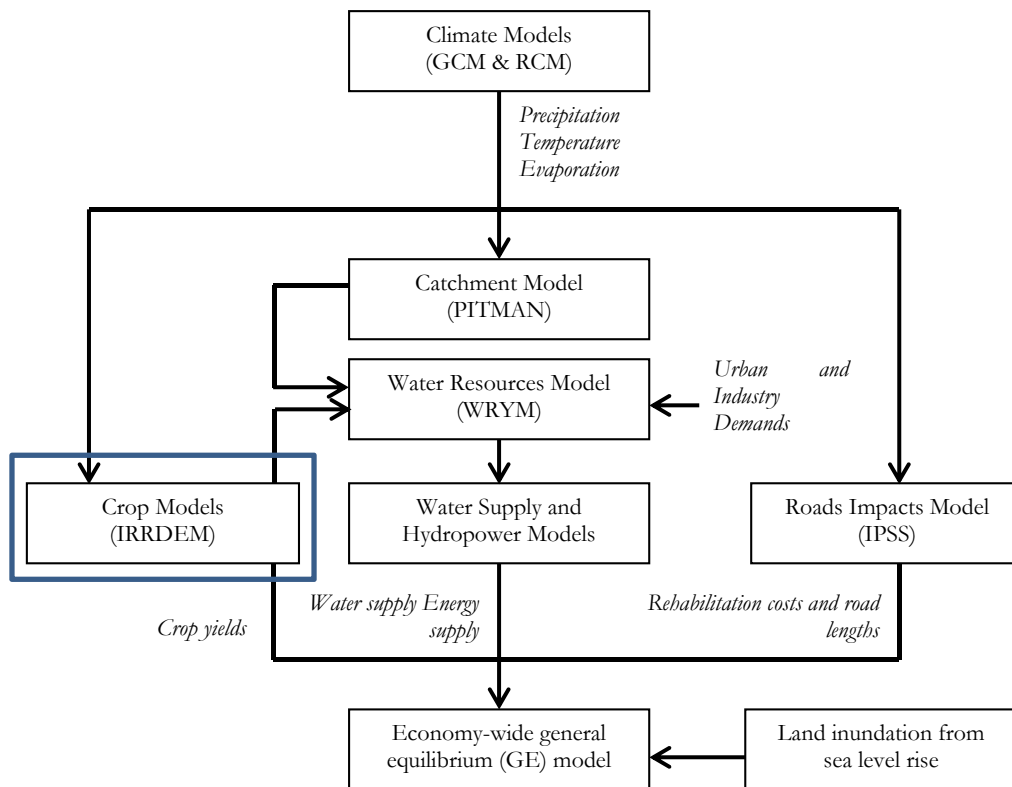 Climate Models
(GCM & RCM)
Precipitation
Temperature
Evaporation
Catchment Model
(PITMAN)
Water Resources Model
(WRYM)
Urban and
Industry
Demands
Crop Models
(IRRDEM)
Water Supply and
Hydropower Models
Roads Impacts Model
(IPSS)
Crop yields
Water supply Energy
supply
Rehabilitation costs and road
lengths
Economy-wide general
equilibrium (GE) model
Land inundation from
sea level rise